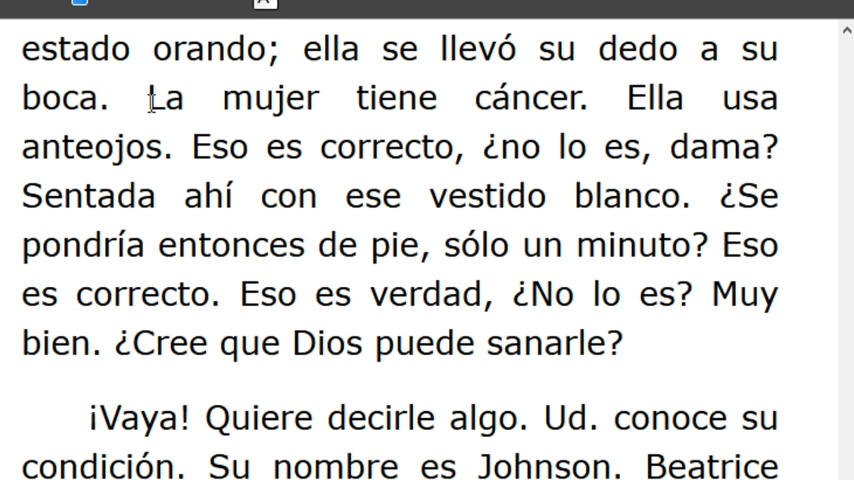 estado orando; ella se llevó su dedo a su
boca. La mujer tiene cáncer. Ella usa
anteojos. Eso es correcto, ¿no lo es, dama?
Sentada ahí con ese vestido blanco. ¿Se
pondría entonces de pie, sólo un minuto? Eso
es correcto. Eso es verdad, ¿No lo es? Muy
bien. ¿Cree que Dios puede sanarle?
¡Vaya! Quiere decirle algo. Ud. conoce su
condición. Su nombre es Johnson. Beatrice